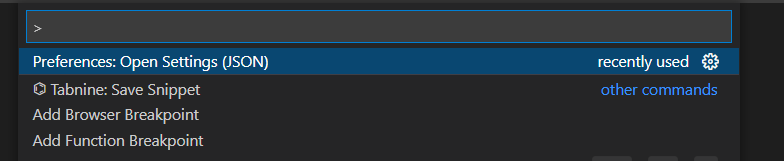 >
Preferences: Open Settings (JSON) recently used
Tabnine: Save Snippet other commands
Add Browser Breakpoint
Add Function Breakpoint